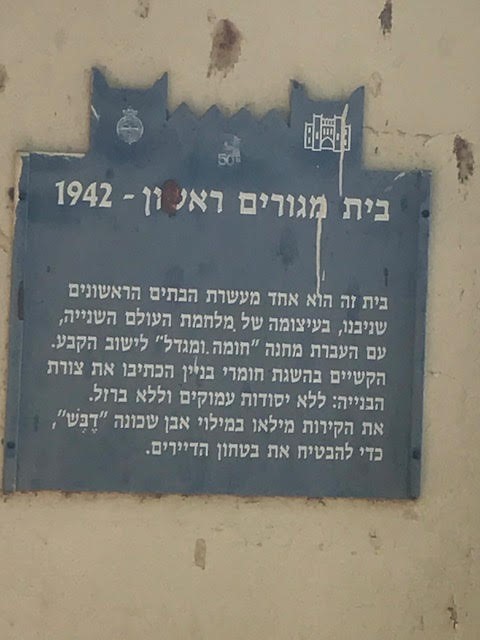 50
בית מגורים ראשון - 1942
בית זה הוא אחד מעשרת הבתים הראשונים
שניבנו, בעיצומה של מלחמת העולם השנייה,
עם העברת מחנה "חומה ומגדל" לישוב הקבע.
הקשיים בהשגת חומרי בניין הכתיבו את צורת
הבנייה: ללא יסודות עמוקים וללא ברזל.
את הקירות מילאו במילוי אבן שכונה "דֶבֶּשׁ",
כדי להבטיח את בטחון הדיירים.